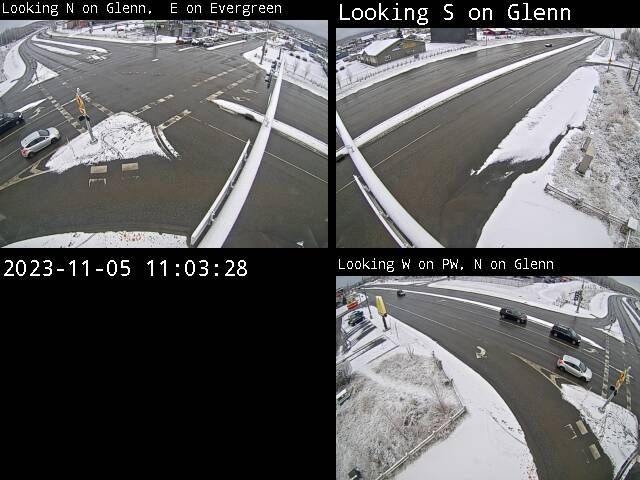 Looking N on Glenn,  E on Evergreen
Looking S on Glenn
2023-11-05 11:03:28
Looking W on PW, N on Glenn